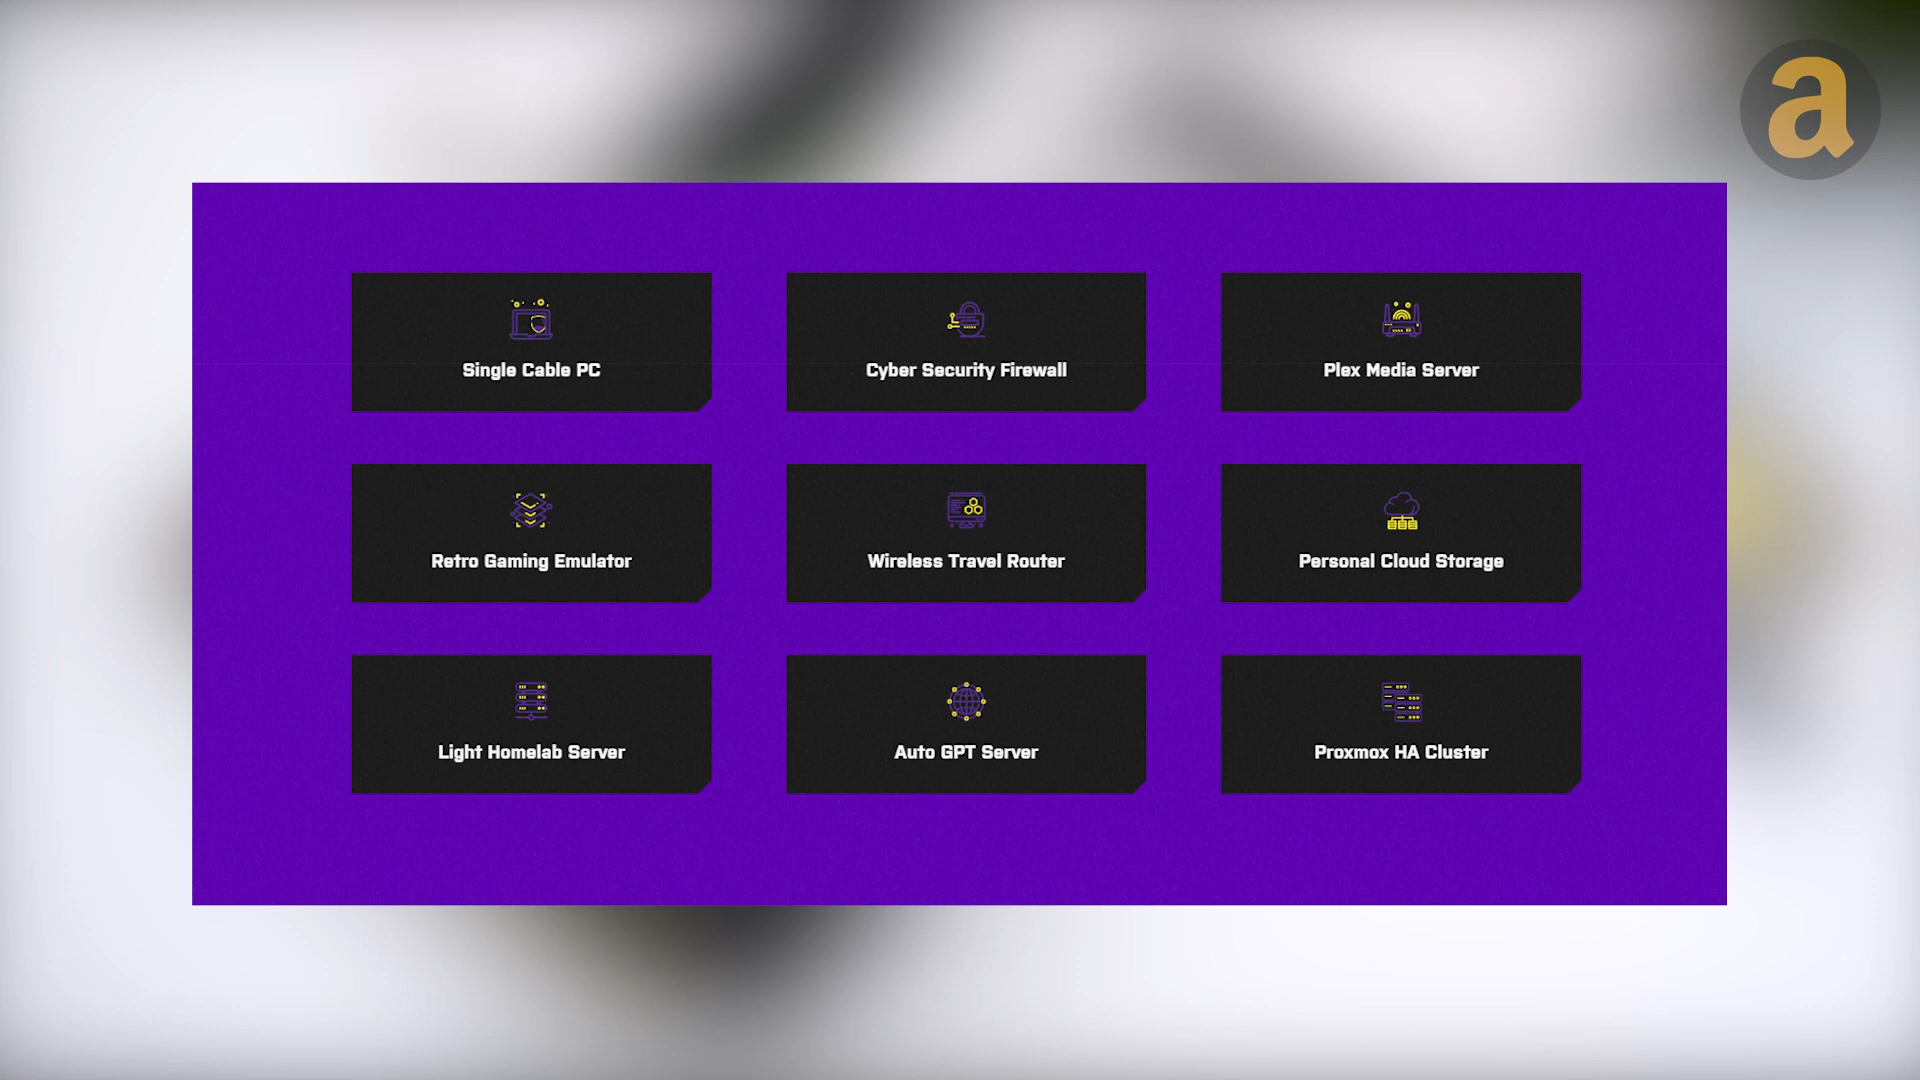 a
Single Cable PC
Cyber Security Firewall
Plex Media Server
Retro Gaming Emulator
Wireless Travel Router
Personal Cloud Storage
Light Homelab Server
Auto GPT Server
Proxmox HA Cluster